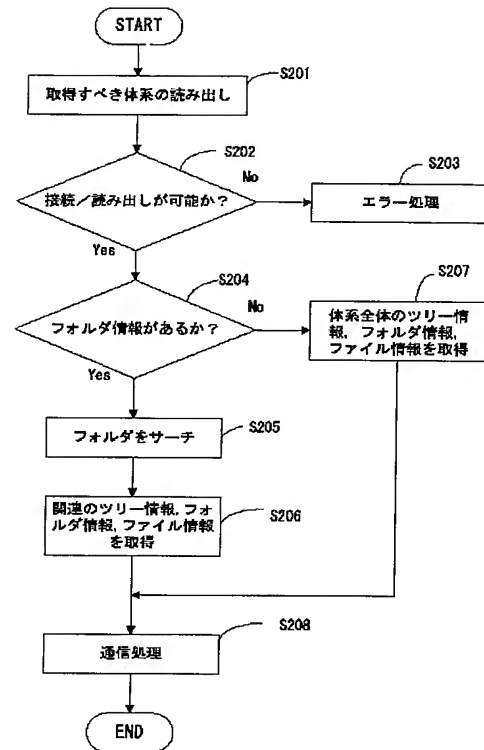 START
S201
取得すべき体系の読み出し
S202
接続／読み出しが可能か？
No
S203
エラー処理
Yes
S204
フォルダ情報があるか？
No
S207
体系全体のツリー情
報，フォルダ情報，
ファイル情報を取得
Yes
S205
フォルダをサーチ
S206
関連のツリー情報，フォ
ルダ情報，ファイル情報
を取得
S208
通信処理
END